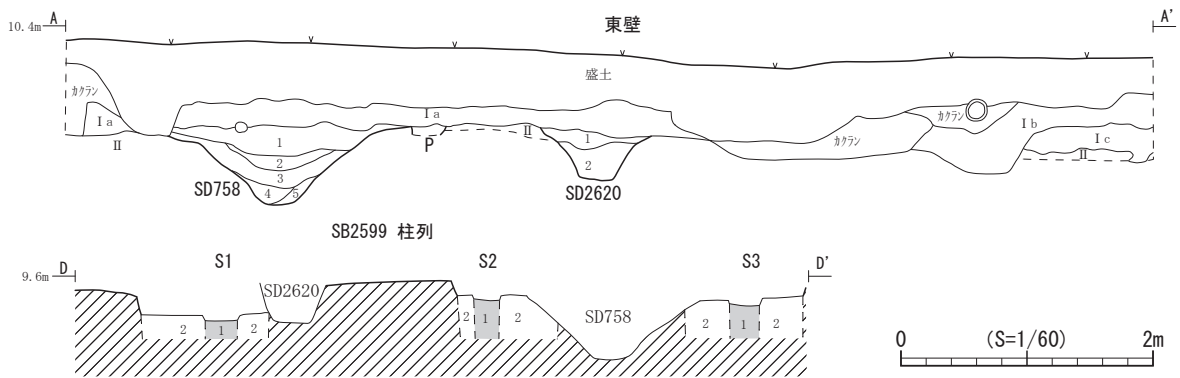 東壁
A
A'
10.4m
盛土
カクラン
Ⅰa
Ⅱ
Ⅰa
1
2
3
4
5
SD758
P
Ⅱ
1
2
SD2620
カクラン
カクラン
Ⅰb
Ⅰc
Ⅱ
SB2599 柱列
9.6m
D
D'
S1
S2
S3
SD2620
SD758
2
1
2
2
1
2
2
1
2
0
(S=1/60)
2m